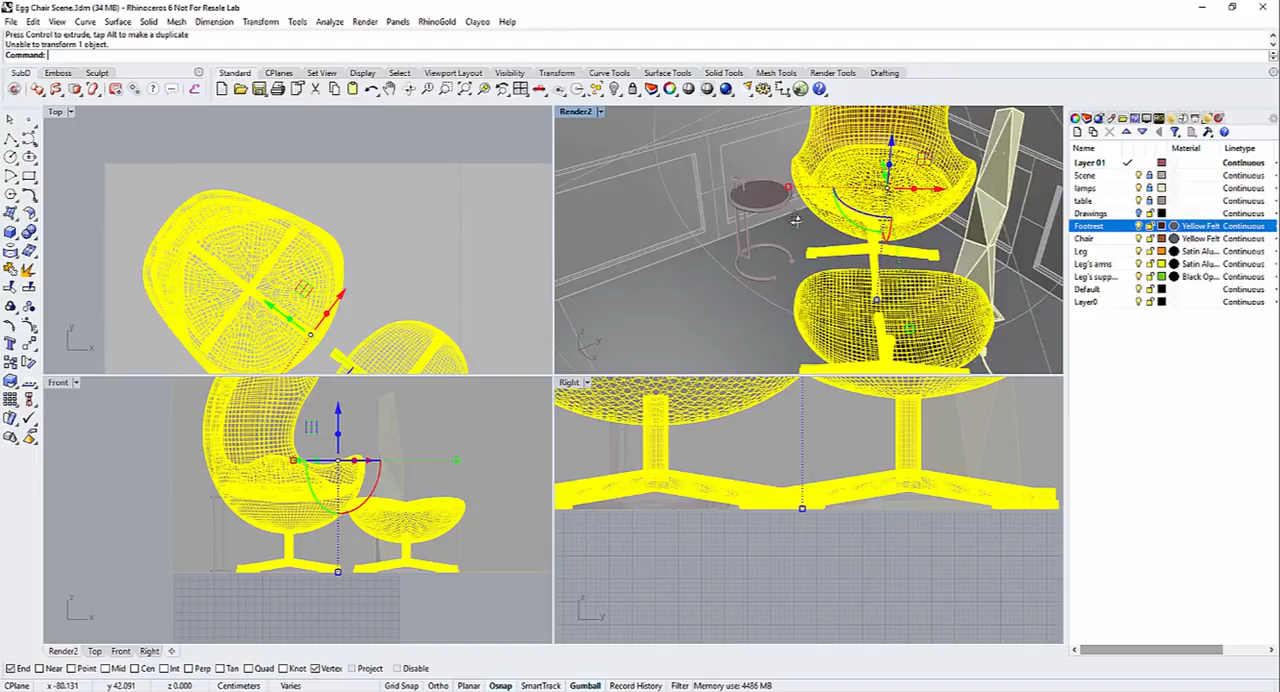 Egg Chair Scene.3dm (34 MB) - Rhinoceros 6 Not For Resale Lab
File Edit View Curve Surface Solid Mesh Dimension Transform Tools Analyze Render Panels RhinoGold Clayoo Help
Press Control to extrude, tap Alt to make a duplicate
Unable to transform 1 object.
Command:
SubD Emboss Sculpt Standard CPlanes Set View Display Select Viewport Layout Visibility Transform Curve Tools Surface Tools Solid Tools Mesh Tools Render Tools Drafting
Top
Render2
Name Material Linetype
Layer 01 Continuous
Scene Continuous
lamps Continuous
table Continuous
Drawings Continuous
Footrest Yellow Felt Continuous
Chair Yellow Felt Continuous
Leg Satin Alu... Continuous
Leg's arms Satin Alu... Continuous
Leg's supp... Black Op... Continuous
Default Continuous
Layer0 Continuous
y
x
Front
Right
z
x
z
y
Render2 Top Front Right
End Near Point Mid Cen Int Perp Tan Quad Knot Vertex Project Disable
CPlane x -80.131 y 42.091 z 0.000 Centimeters Varies Grid Snap Ortho Planar Osnap SmartTrack Gumball Record History Filter Memory use: 4486 MB